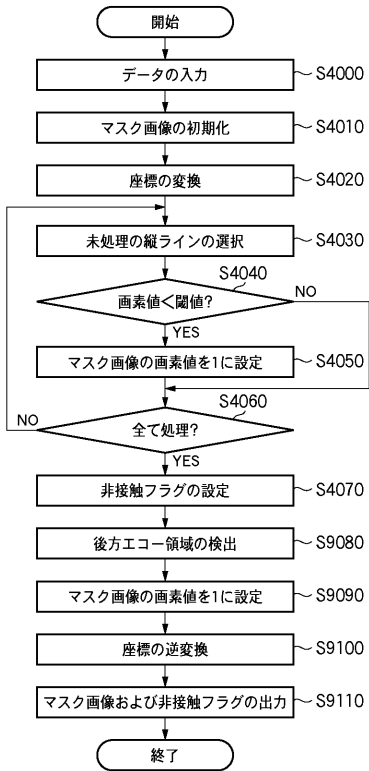 開始
データの入力 S4000
マスク画像の初期化 S4010
座標の変換 S4020
未処理の縦ラインの選択 S4030
S4040
画素値<閾値? NO
YES
マスク画像の画素値を1に設定 S4050
S4060
NO 全て処理?
YES
非接触フラグの設定 S4070
後方エコー領域の検出 S9080
マスク画像の画素値を1に設定 S9090
座標の逆変換 S9100
マスク画像および非接触フラグの出力 S9110
終了